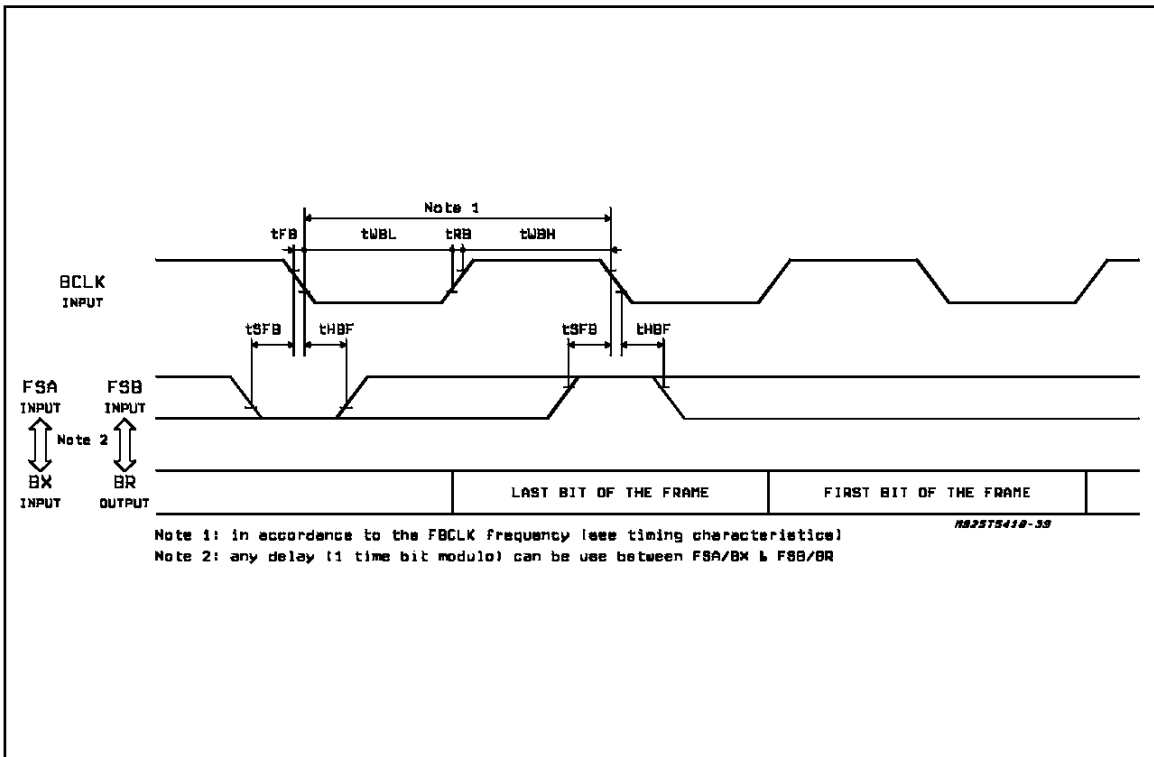 Note 1
tFB tWBL tRB tWBH
BCLK
INPUT
tSFB tHBF tSFB tHBF
FSA FSB
INPUT INPUT
Note 2
BX BR
INPUT OUTPUT
LAST BIT OF THE FRAME FIRST BIT OF THE FRAME
M92ST5410-39
Note 1: in accordance to the FBCLK frequency (see timing characteristics)
Note 2: any delay (1 time bit modulo) can be use between FSA/BX & FSB/BR